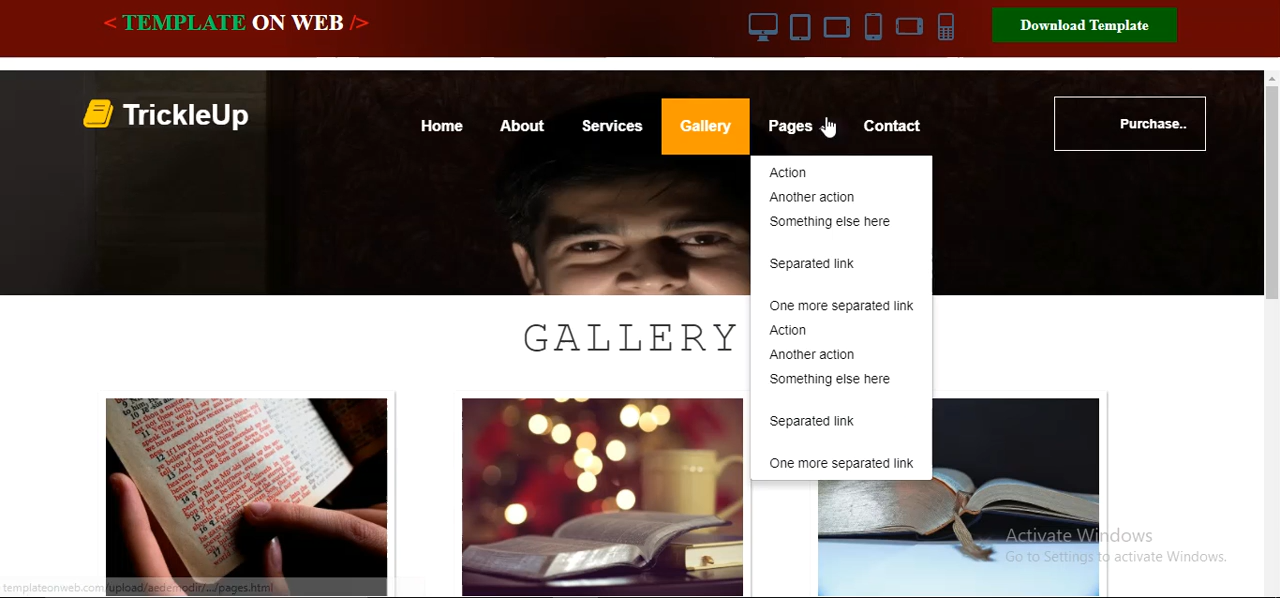 < TEMPLATE ON WEB />
Download Template
TrickleUp
Home
About
Services
Gallery
Pages
Contact
Purchase..
Action
Another action
Something else here
Separated link
One more separated link
Action
Another action
Something else here
Separated link
One more separated link
GALLERY
Activate Windows
Go to Settings to activate Windows.
templateonweb.com/upload/aedemodir/.../pages.html